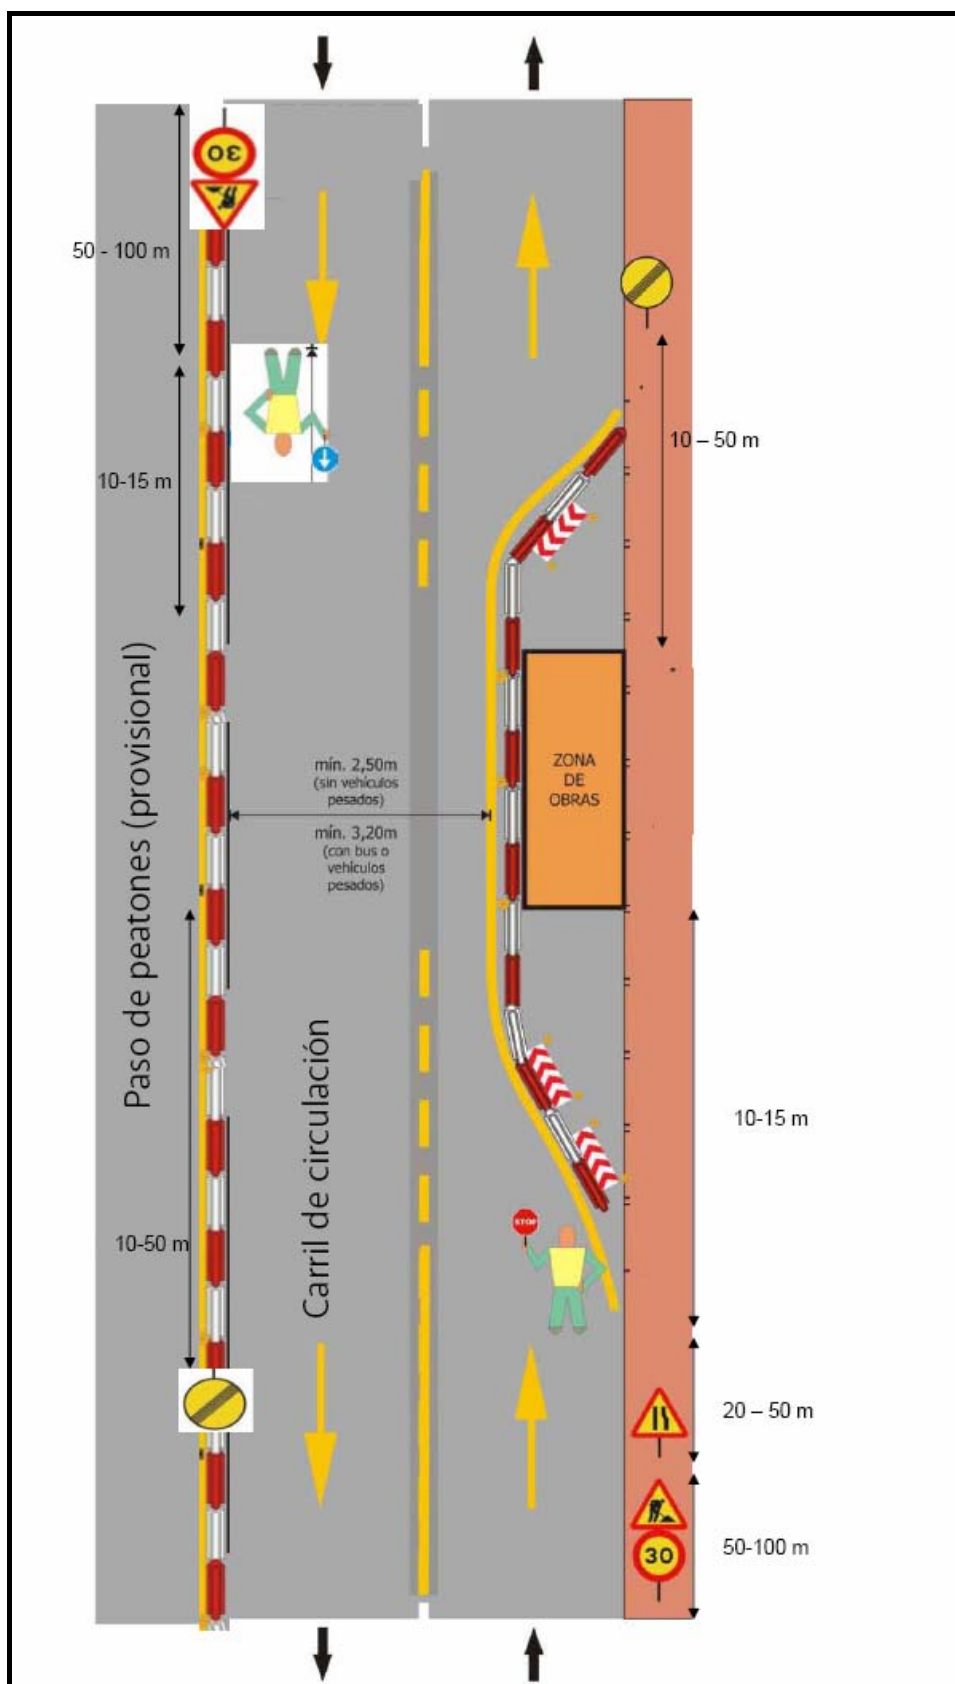 30
50 - 100 m
10 – 50 m
10-15 m
Paso de peatones (provisional)
mín. 2,50m
(sin vehículos
pesados)
mín. 3,20m
(con bus o
vehículos
pesados)
ZONA
DE
OBRAS
Carril de circulación
10-15 m
STOP
10-50 m
20 – 50 m
50-100 m
30